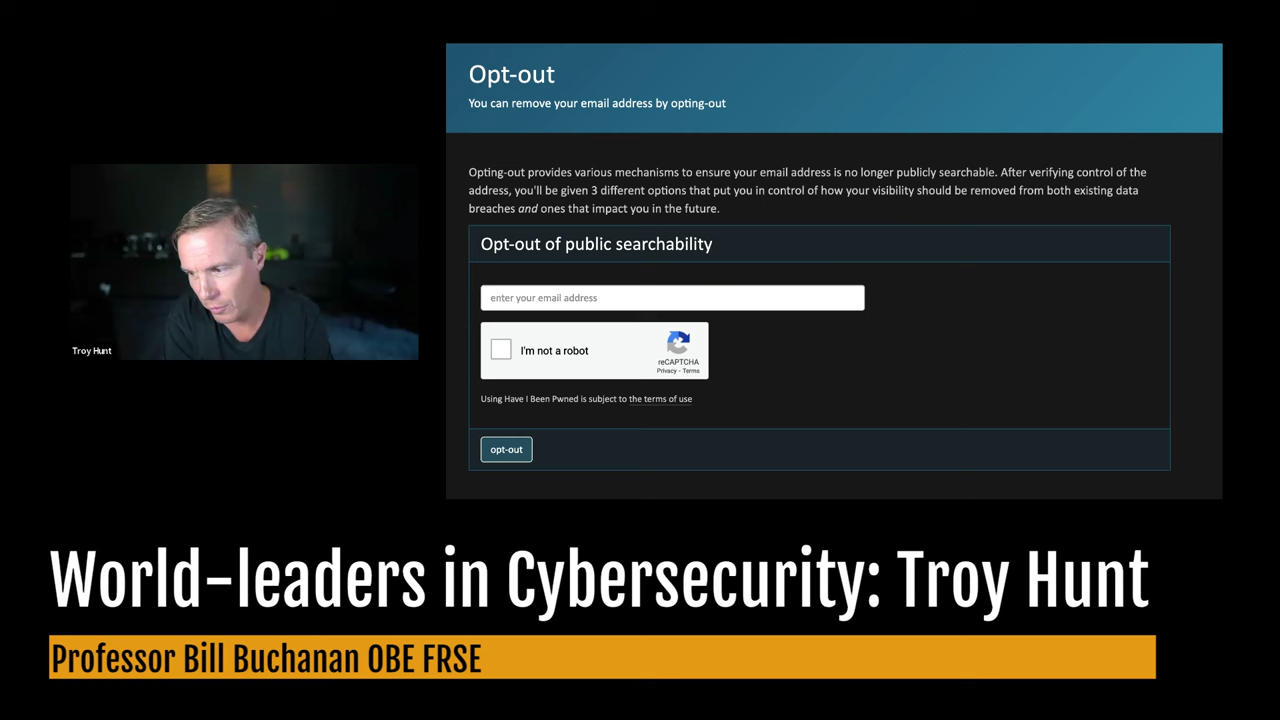 Opt-out
You can remove your email address by opting-out
Opting-out provides various mechanisms to ensure your email address is no longer publicly searchable. After verifying control of the
address, you'll be given 3 different options that put you in control of how your visibility should be removed from both existing data
breaches and ones that impact you in the future.
Opt-out of public searchability
enter your email address
I'm not a robot
reCAPTCHA
Privacy - Terms
Using Have I Been Pwned is subject to the terms of use
opt-out
Troy Hunt
World-leaders in Cybersecurity: Troy Hunt
Professor Bill Buchanan OBE FRSE